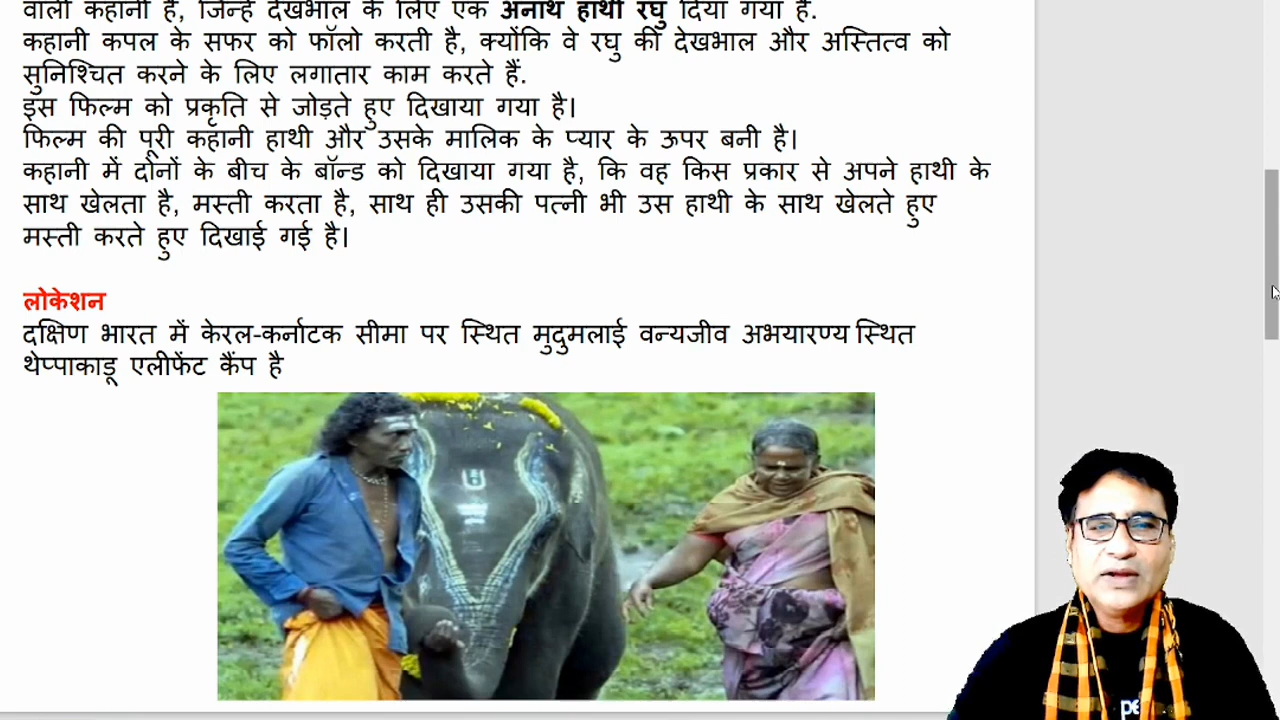 वाली कहानी है, जिन्हें देखभाल के लिए एक अनाथ हाथी रघु दिया गया है.
कहानी कपल के सफर को फॉलो करती है, क्योंकि वे रघु की देखभाल और अस्तित्व को
सुनिश्चित करने के लिए लगातार काम करते हैं.
इस फिल्म को प्रकृति से जोड़ते हुए दिखाया गया है।
फिल्म की पूरी कहानी हाथी और उसके मालिक के प्यार के ऊपर बनी है।
कहानी में दोनों के बीच के बॉन्ड को दिखाया गया है, कि वह किस प्रकार से अपने हाथी के
साथ खेलता है, मस्ती करता है, साथ ही उसकी पत्नी भी उस हाथी के साथ खेलते हुए
मस्ती करते हुए दिखाई गई है।
लोकेशन
दक्षिण भारत में केरल-कर्नाटक सीमा पर स्थित मुदुमलाई वन्यजीव अभयारण्य स्थित
थेप्पाकाडू एलीफेंट कैंप है